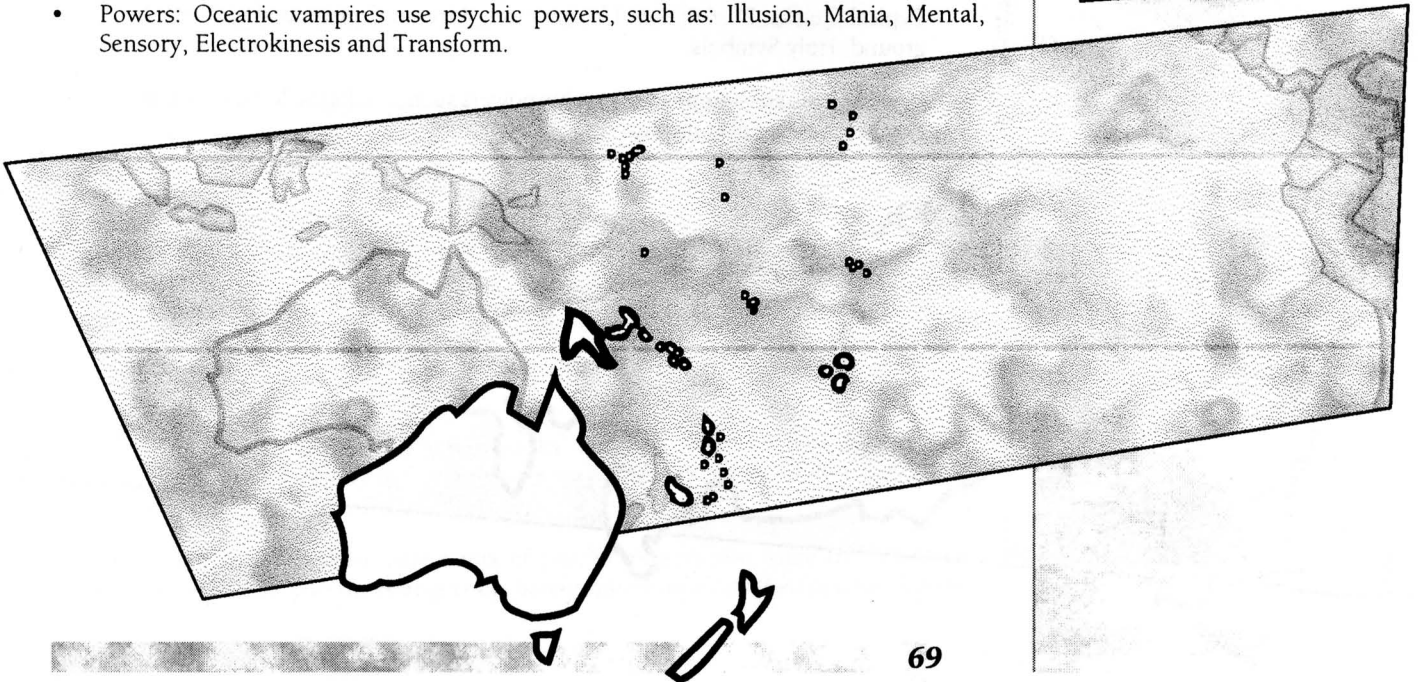 • Powers: Oceanic vampires use psychic powers, such as: Illusion, Mania, Mental,
Sensory, Electrokinesis and Transform.
69